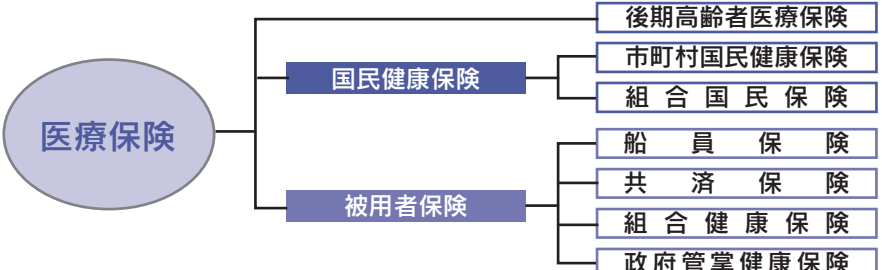 医療保険
後期高齢者医療保険
国民健康保険
市町村国民健康保険
組合国民保険
被用者保険
船員保険
共済保険
組合健康保険
政府管掌健康保険